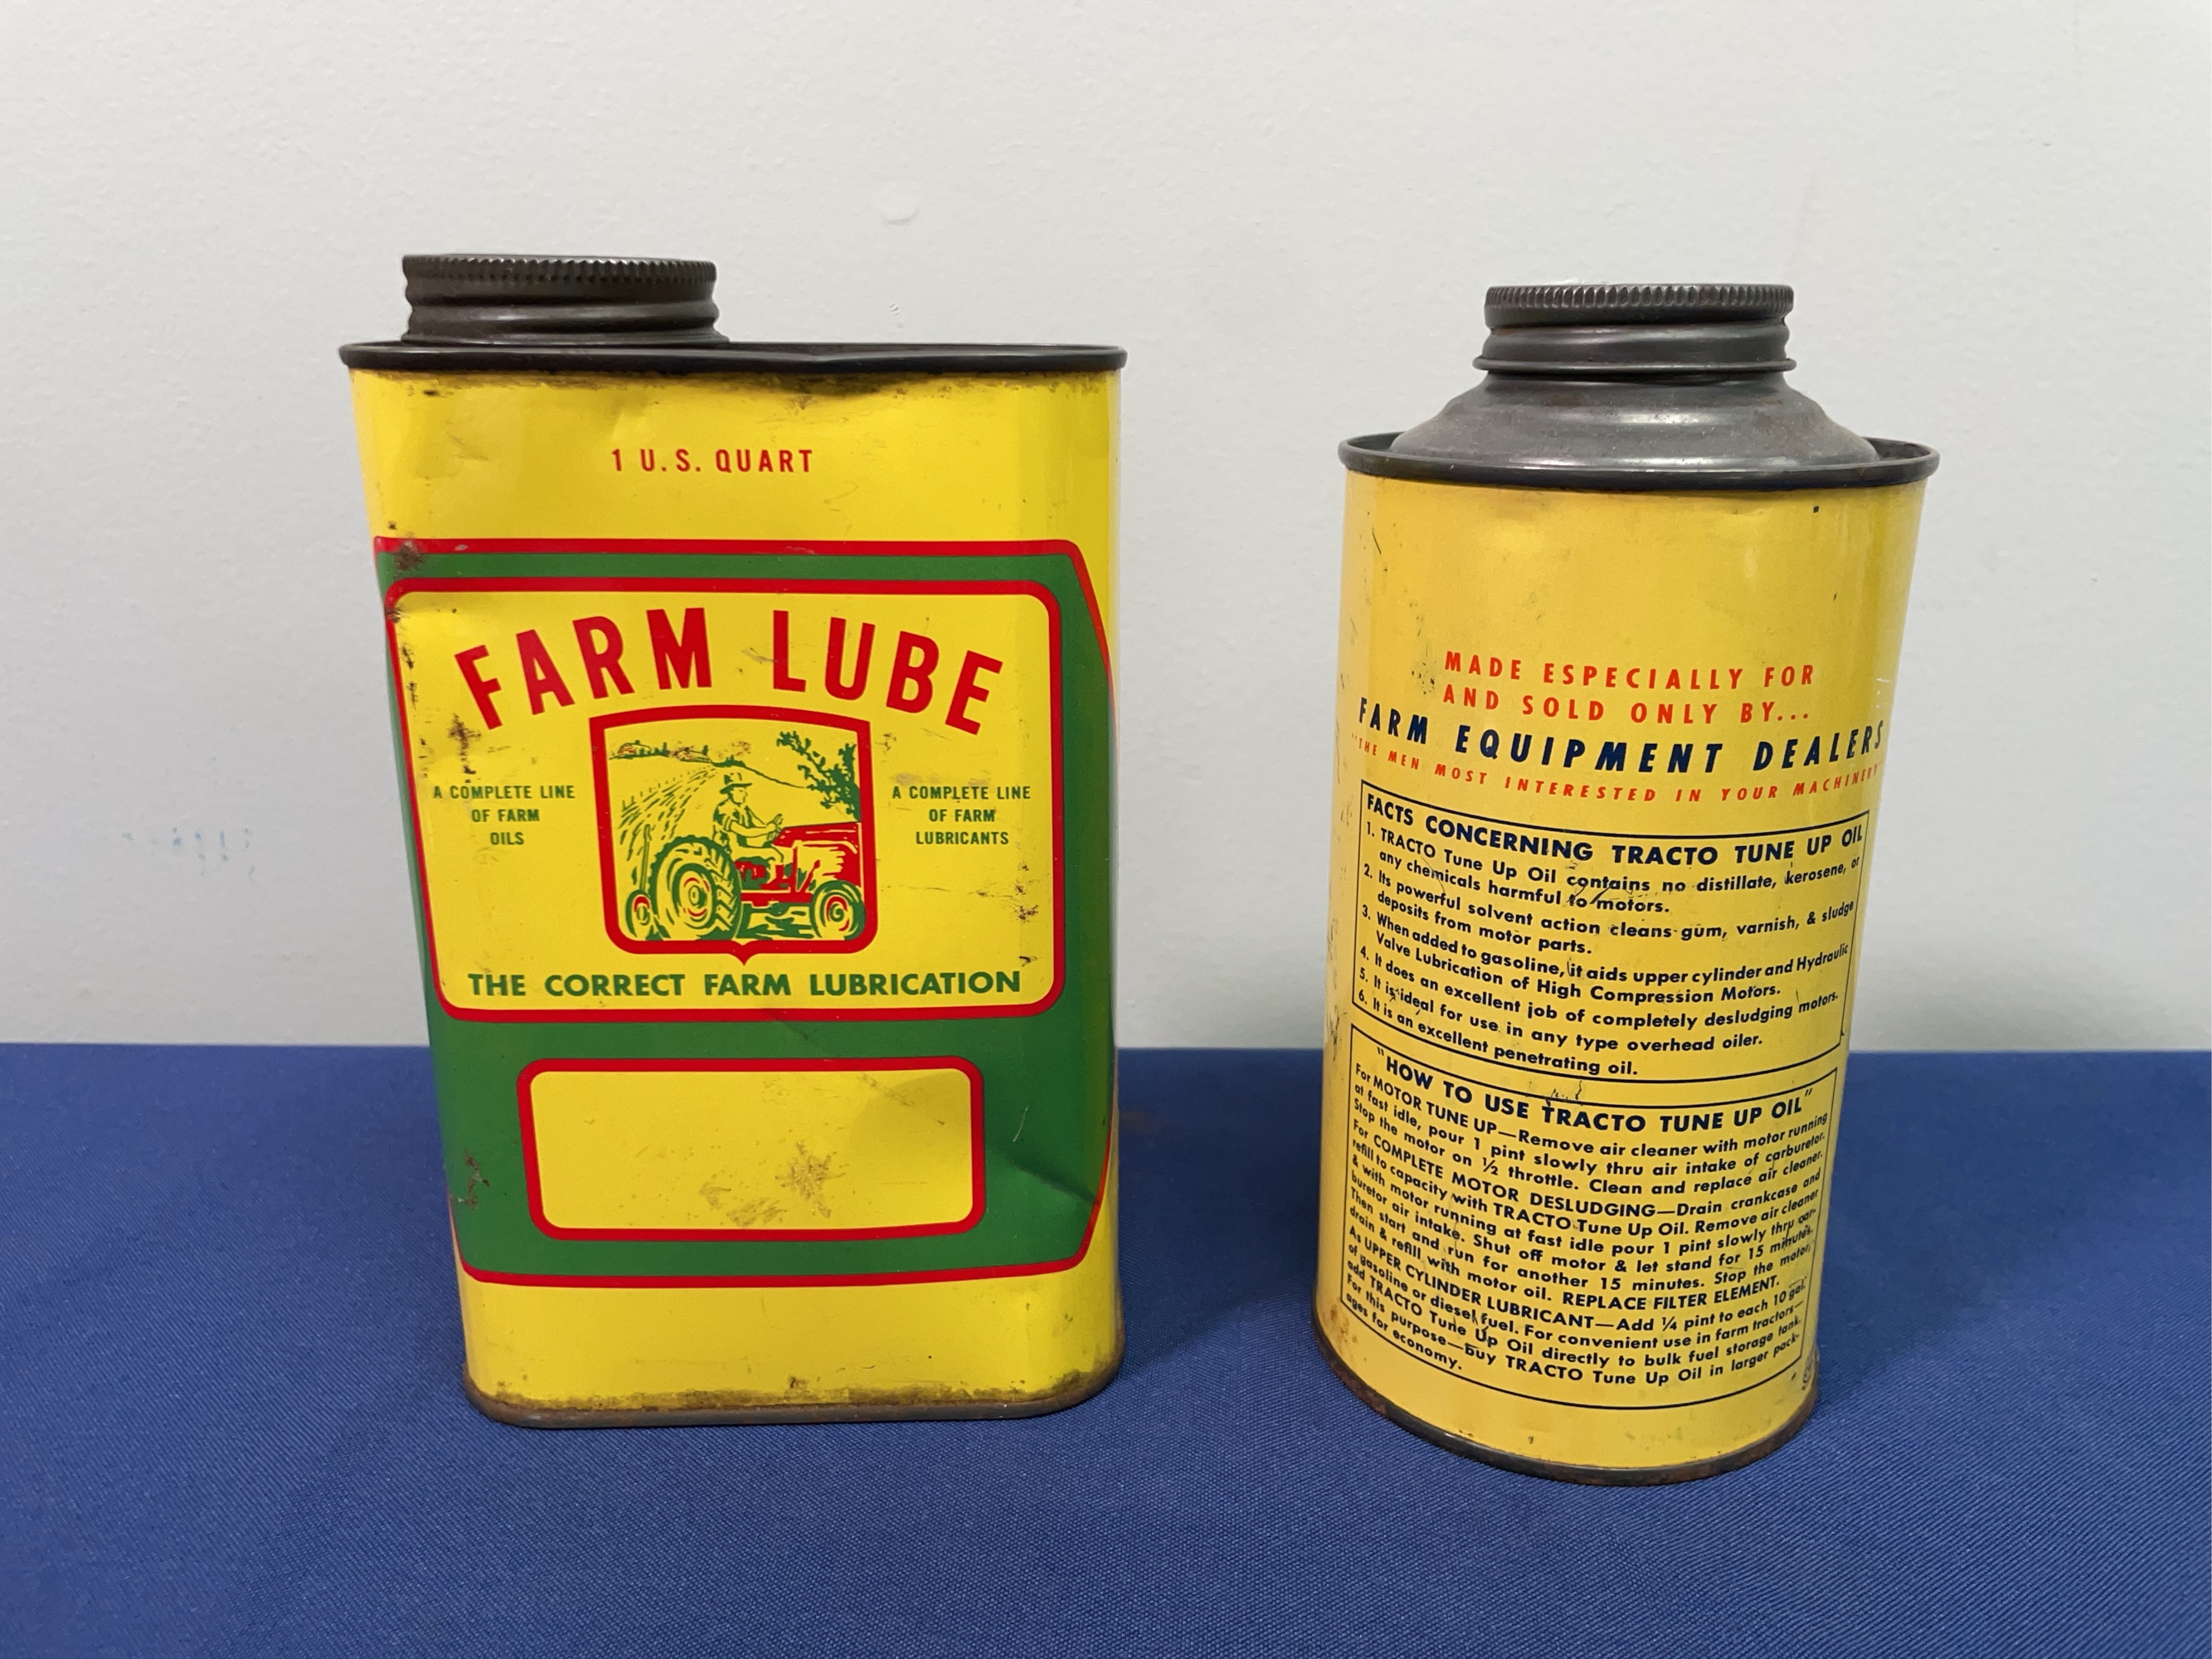 1 U.S. QUART
FARM LUBE
A COMPLETE LINE
OF FARM
OILS
A COMPLETE LINE
OF FARM
LUBRICANTS
THE CORRECT FARM LUBRICATION
MADE ESPECIALLY FOR
AND SOLD ONLY BY...
FARM EQUIPMENT DEALERS
"THE MEN MOST INTERESTED IN YOUR MACHINERY"
FACTS CONCERNING TRACTO TUNE UP OIL
1. TRACTO Tune Up Oil contains no distillate, kerosene, or
any chemicals harmful to motors.
2. Its powerful solvent action cleans gum, varnish, & sludge
deposits from motor parts.
3. When added to gasoline, it aids upper cylinder and Hydraulic
Valve Lubrication of High Compression Motors.
4. It does an excellent job of completely desludging motors.
5. It is ideal for use in any type overhead oiler.
6. It is an excellent penetrating oil.
"HOW TO USE TRACTO TUNE UP OIL"
For MOTOR TUNE UP—Remove air cleaner with motor running
at fast idle, pour 1 pint slowly thru air intake of carburetor.
Stop the motor on ½ throttle. Clean and replace air cleaner.
For COMPLETE MOTOR DESLUDGING—Drain crankcase and
refill to capacity with TRACTO Tune Up Oil. Remove air cleaner
& with motor running at fast idle pour 1 pint slowly thru car-
buretor air intake. Shut off motor & let stand for 15 minutes.
Then start and run for another 15 minutes. Stop the motor,
drain & refill with motor oil. REPLACE FILTER ELEMENT.
As UPPER CYLINDER LUBRICANT—Add ¼ pint to each 10 gal.
of gasoline or diesel fuel. For convenient use in farm tractors—
add TRACTO Tune Up Oil directly to bulk fuel storage tank.
For this purpose—buy TRACTO Tune Up Oil in larger pack-
ages for economy.